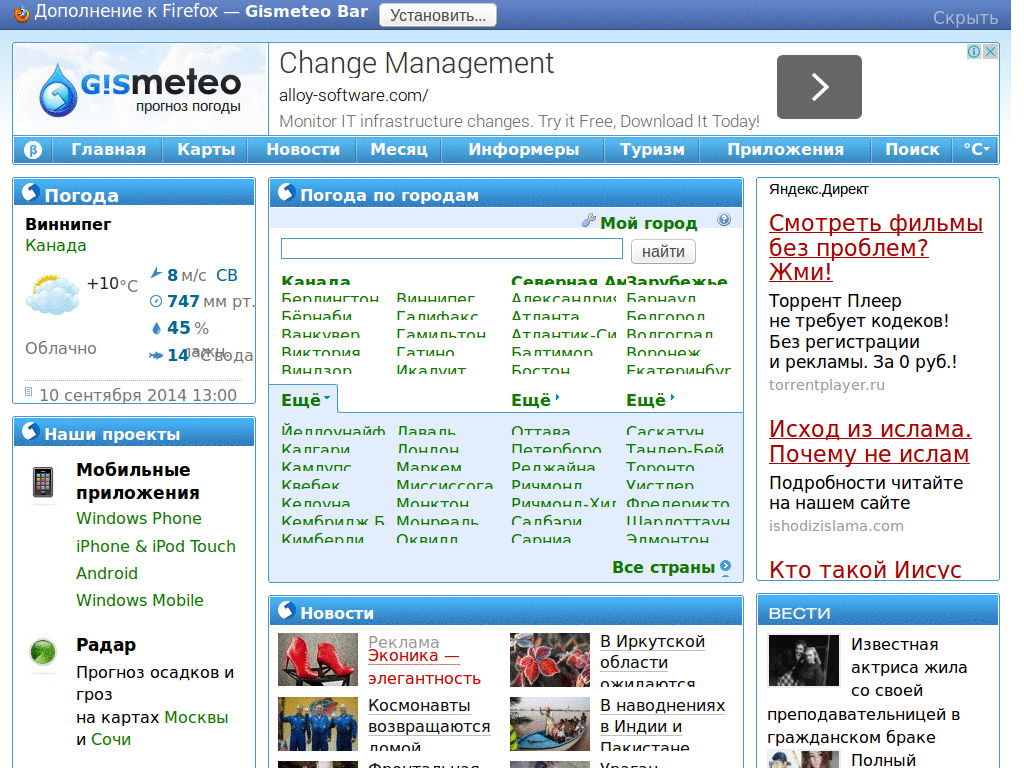 Дополнение к Firefox — Gismeteo Bar Установить... Скрыть
GISmeteo
прогноз погоды
Change Management
alloy-software.com/
Monitor IT infrastructure changes. Try it Free, Download It Today!
β Главная Карты Новости Месяц Информеры Туризм Приложения Поиск °C
Погода
Виннипег
Канада
+10°C
8 м/с СВ
747 мм рт.
45 %
14 °C вода
Облачно
10 сентября 2014 13:00
Наши проекты
Мобильные
приложения
Windows Phone
iPhone & iPod Touch
Android
Windows Mobile
Радар
Прогноз осадков и
гроз
на картах Москвы
и Сочи
Погода по городам
Мой город
найти
Канада Северная Ам Зарубежье
Берлингтон Виннипег Александрия Барнаул
Бёрнаби Галифакс Атланта Белгород
Ванкувер Гамильтон Атлантик-Си Волгоград
Виктория Гатино Балтимор Воронеж
Виндзор Икалуит Бостон Екатеринбург
Ещё Ещё Ещё
Йеллоунайф Лаваль Оттава Саскатун
Калгари Лондон Петерборо Тандер-Бей
Камлупс Маркем Реджайна Торонто
Квебек Миссиссога Ричмонд Уистлер
Келоуна Монктон Ричмонд-Хил Фредерикто
Кембридж Б Монреаль Садбэри Шарлоттаун
Кимберли Оквилл Сарния Эдмонтон
Все страны
Новости
Реклама
Эконика —
элегантность
В Иркутской
области
ожидаются
Космонавты
возвращаются
домой
В наводнениях
в Индии и
Пакистане
Фронтальная
Ураган
Яндекс.Директ
Смотреть фильмы
без проблем?
Жми!
Торрент Плеер
не требует кодеков!
Без регистрации
и рекламы. За 0 руб.!
torrentplayer.ru
Исход из ислама.
Почему не ислам
Подробности читайте
на нашем сайте
ishodizislama.com
Кто такой Иисус
ВЕСТИ
Известная
актриса жила
со своей
преподавательницей в
гражданском браке
Полный